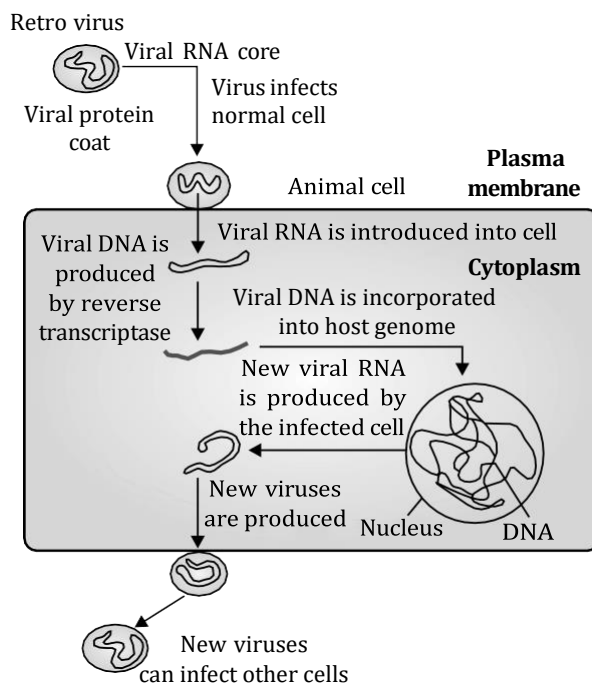 Retro virus
Viral RNA core
Virus infects
normal cell
Viral protein
coat
Plasma
membrane
Animal cell
Viral RNA is introduced into cell
Viral DNA is
produced
by reverse
transcriptase
Cytoplasm
Viral DNA is incorporated
into host genome
New viral RNA
is produced by
the infected cell
New viruses
are produced
Nucleus
DNA
New viruses
can infect other cells